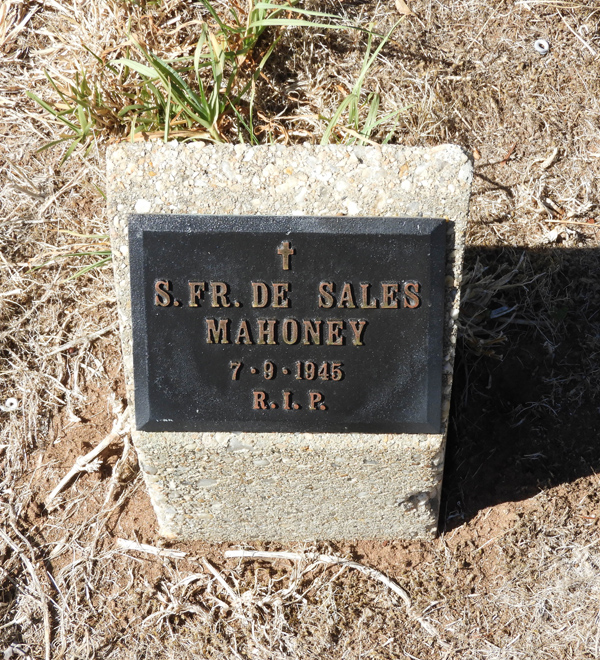 S. FR. DE SALES
MAHONEY
7·9·1945
R. I. P.